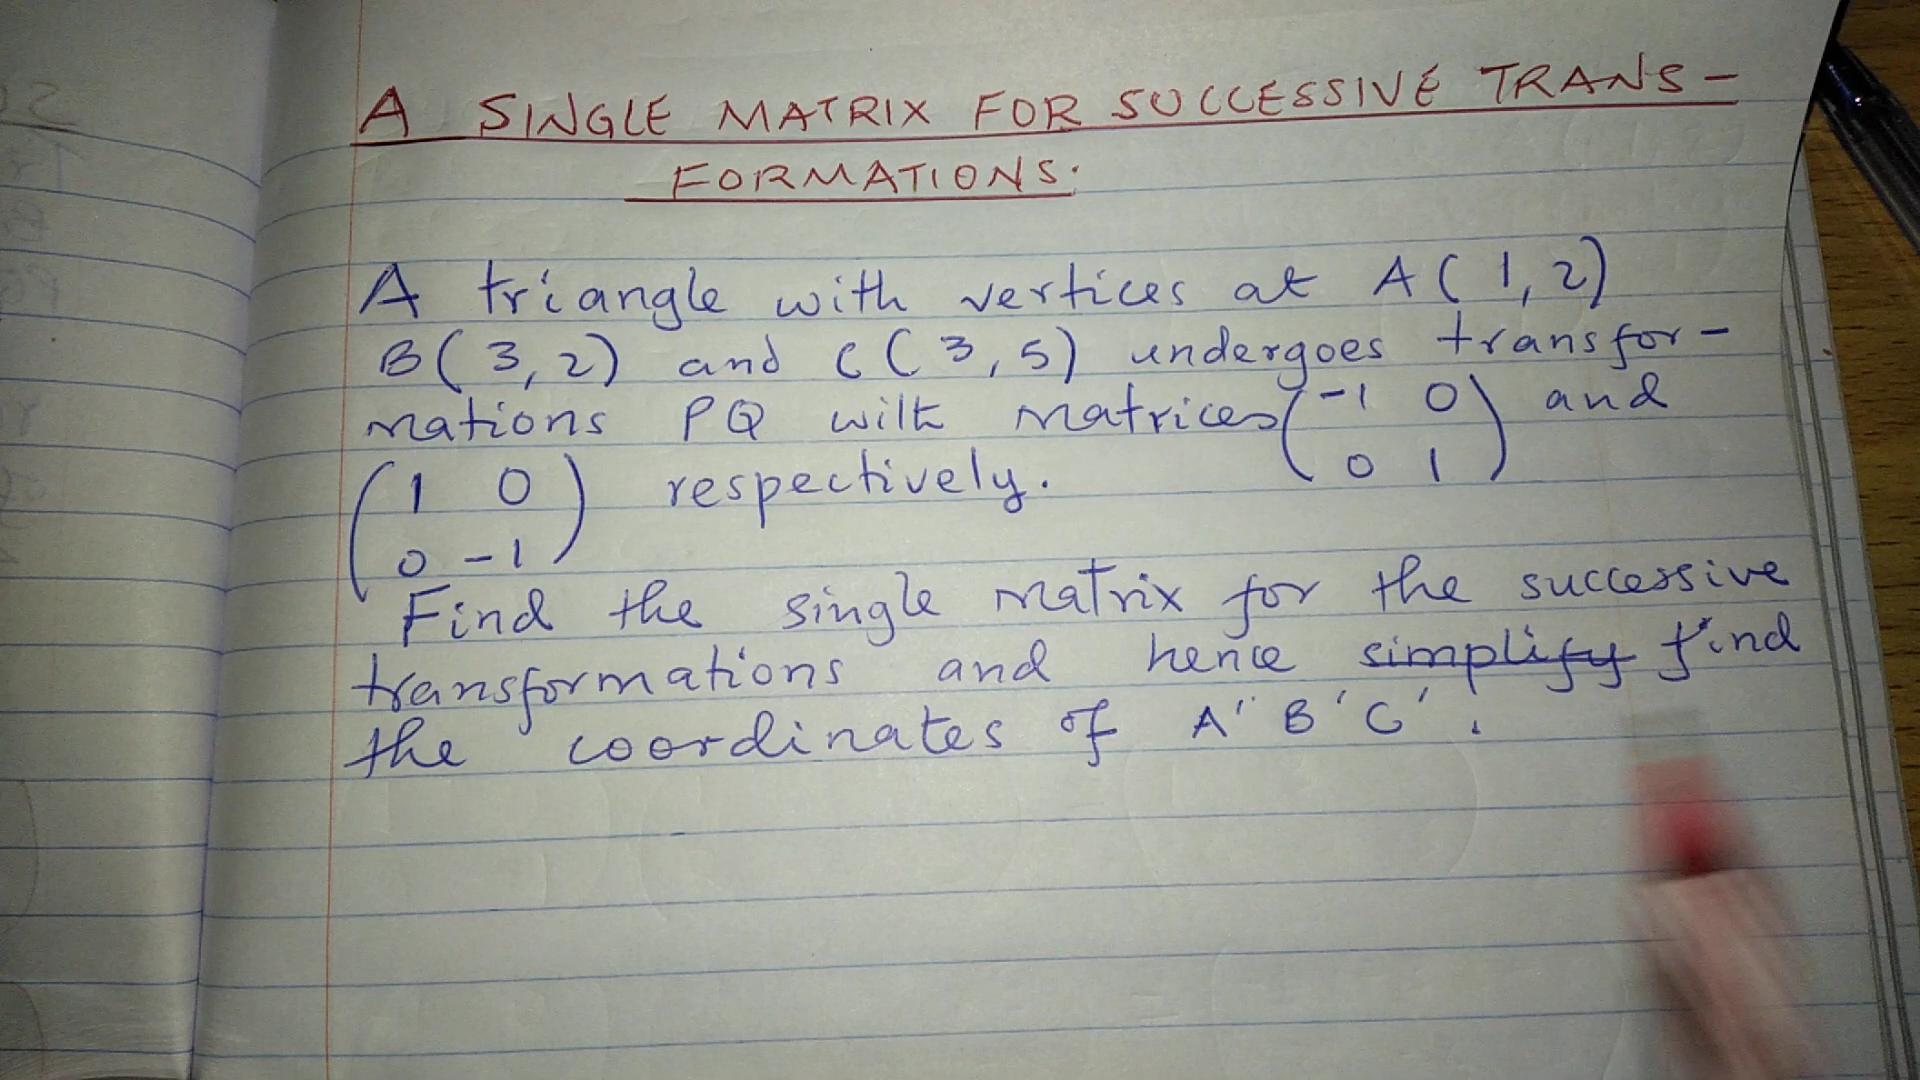 A SINGLE MATRIX FOR SUCCESSIVE TRANS-
FORMATIONS.
A triangle with vertices at A(1,2)
B(3,2) and C(3,5) undergoes transfor-
mations PQ with matrices (-1 0 and
0 1)
(1 0 respectively.
0 -1)
Find the single matrix for the successive
transformations and hence simplify find
the coordinates of A' B' C'.